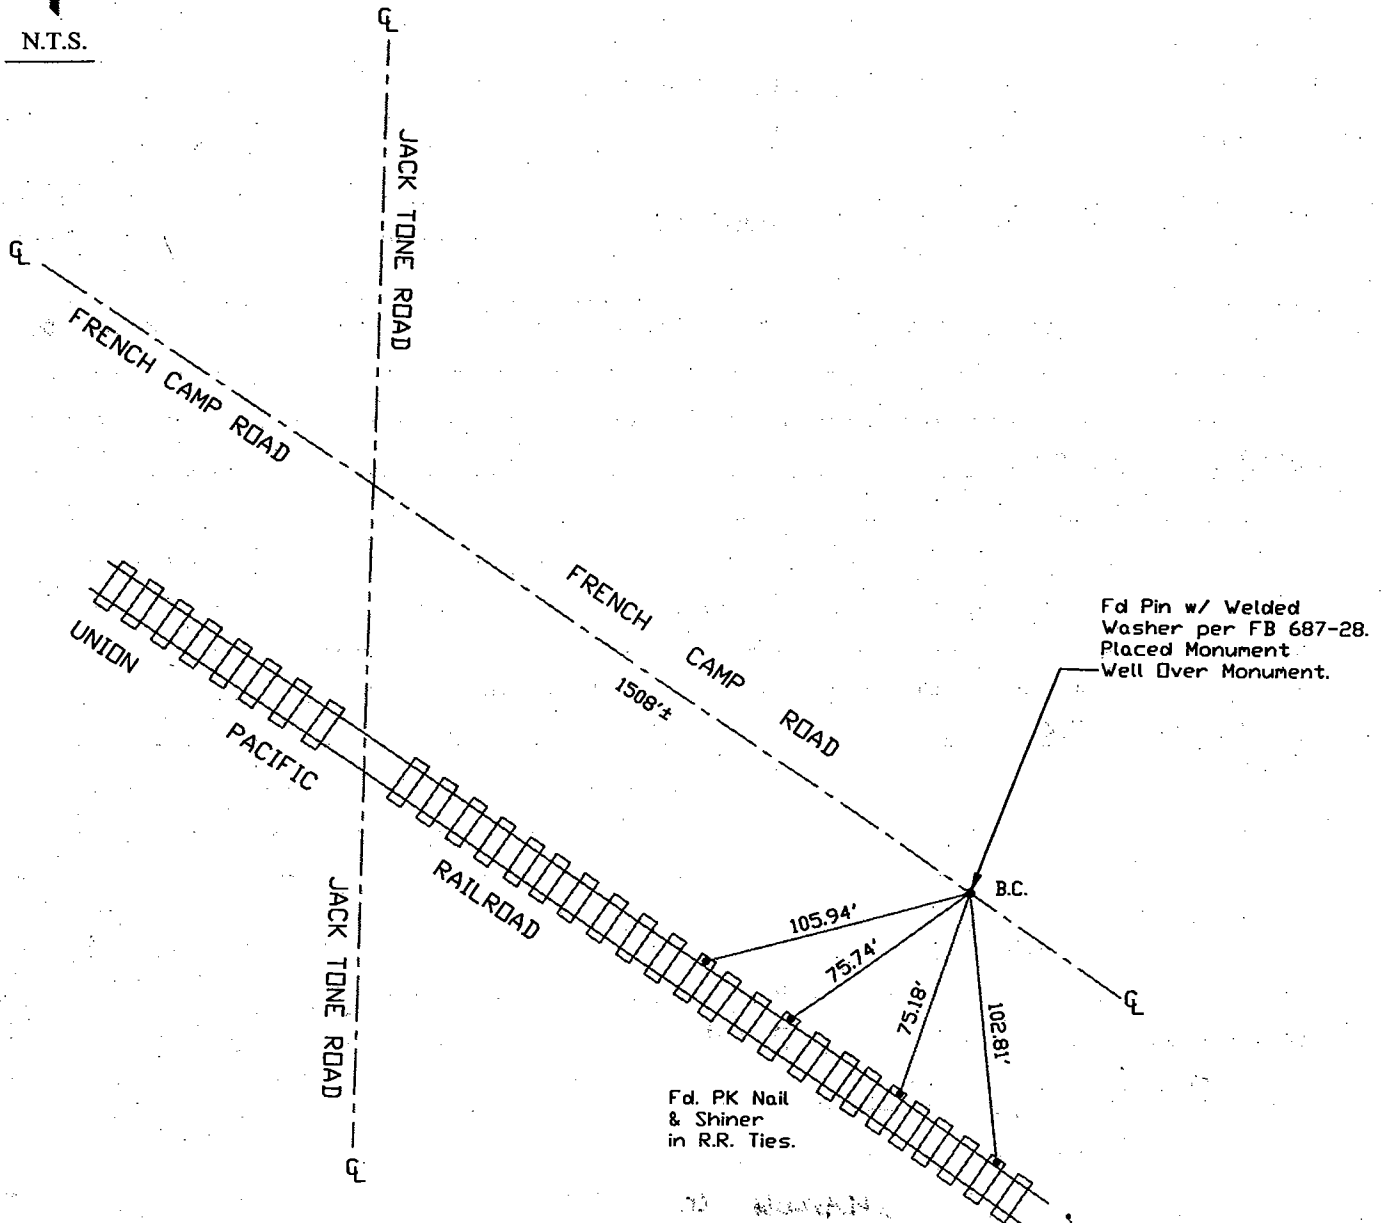 N.T.S.
℄
JACK TONE ROAD
℄
FRENCH CAMP ROAD
FRENCH CAMP ROAD
1508'±
Fd Pin w/ Welded
Washer per FB 687-28.
Placed Monument
Well Over Monument.
UNION PACIFIC RAILROAD
B.C.
105.94'
75.74'
75.18'
102.81'
℄
JACK TONE ROAD
Fd. PK Nail
& Shiner
in R.R. Ties.
℄